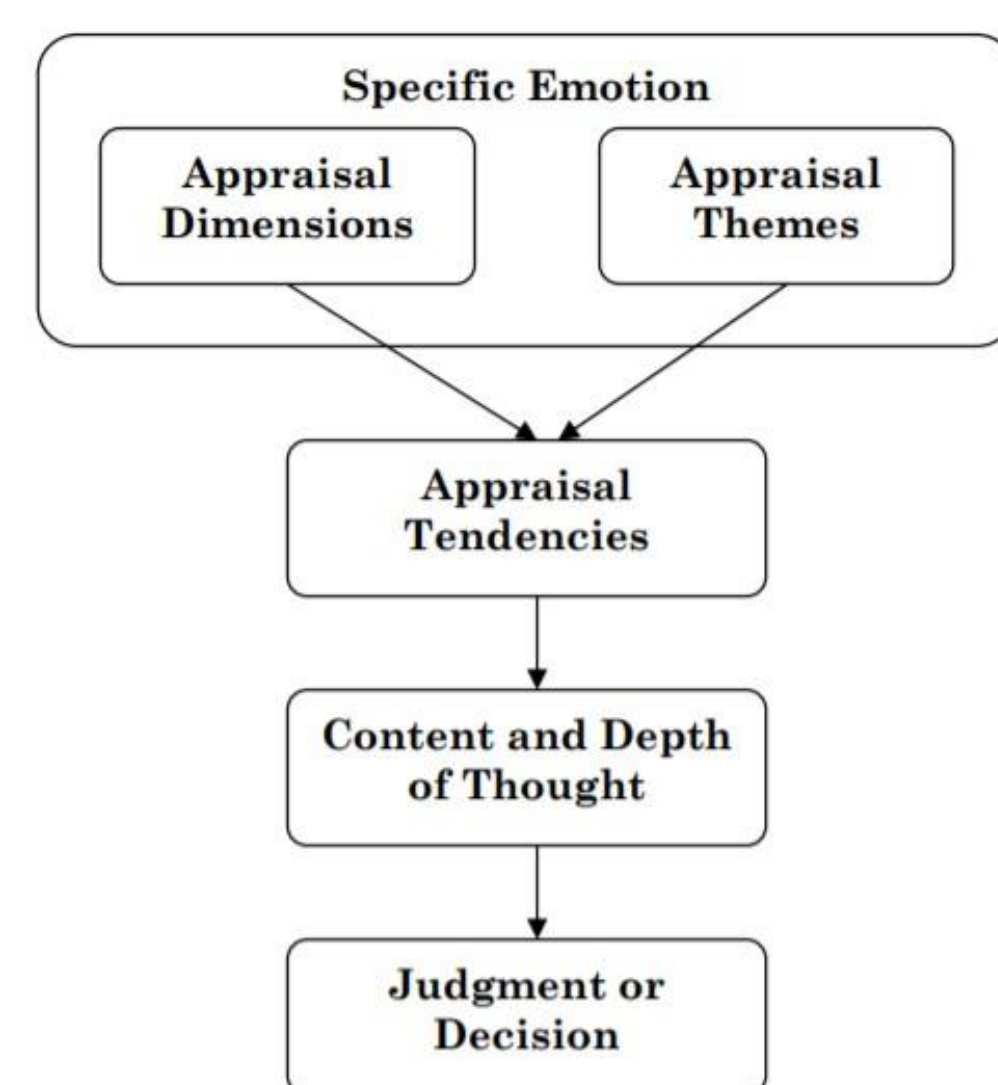 Specific Emotion
Appraisal
Dimensions
Appraisal
Themes
Appraisal
Tendencies
Content and Depth
of Thought
Judgment or
Decision